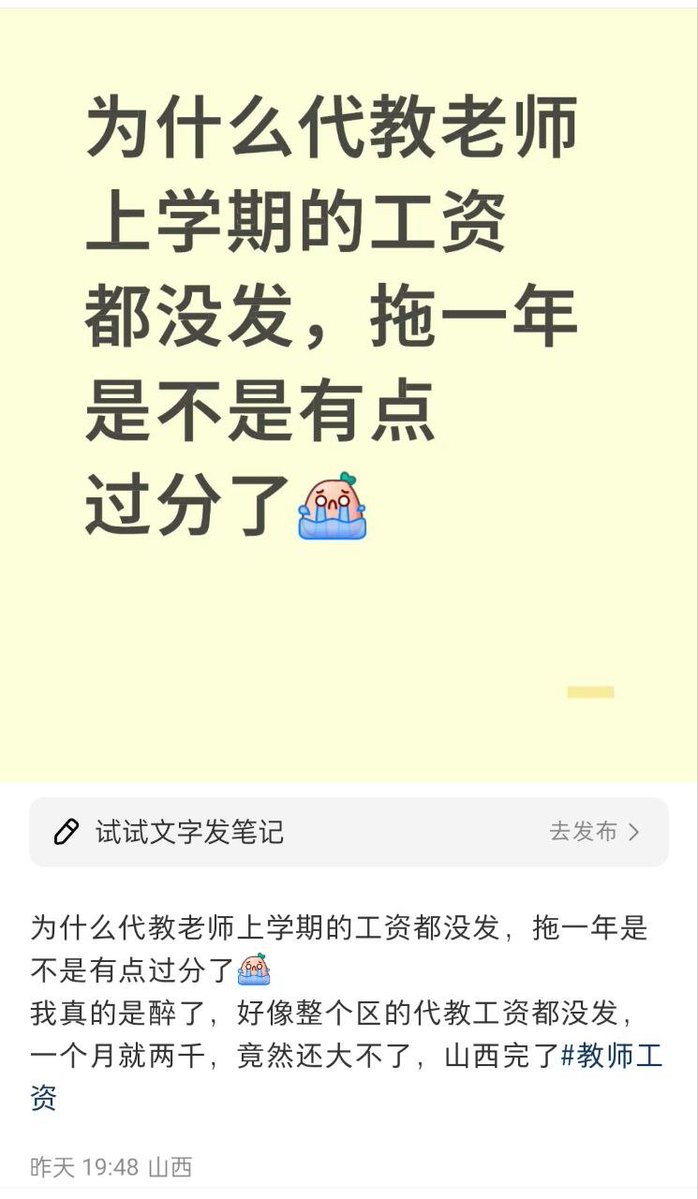 为什么代教老师
上学期的工资
都没发，拖一年
是不是有点
过分了
试试文字发笔记
去发布
为什么代教老师上学期的工资都没发，拖一年是
不是有点过分了
我真的是醉了，好像整个区的代教工资都没发，
一个月就两千，竟然还大不了，山西完了#教师工
资
昨天 19:48 山西